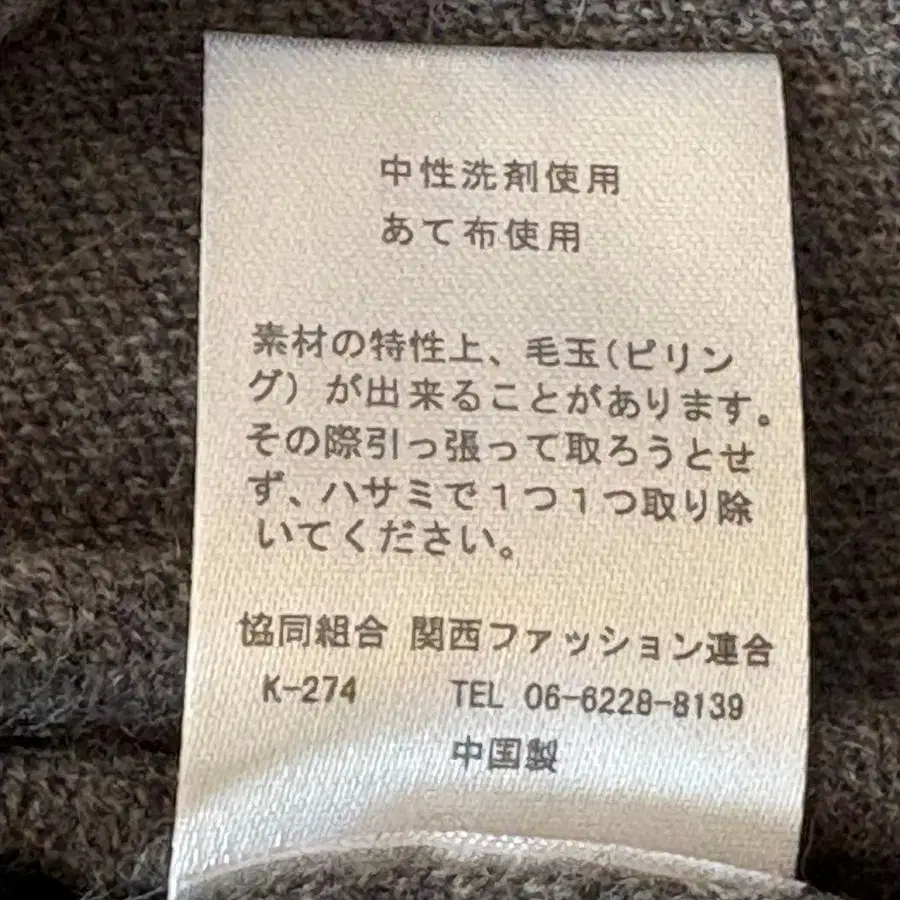 中性洗剤使用
あて布使用
素材の特性上、毛玉(ピリン
グ)が出来ることがあります。
その際引っ張って取ろうとせ
ず、ハサミで1つ1つ取り除
いてください。
協同組合 関西ファッション連合
K-274 TEL 06-6228-8139
中国製